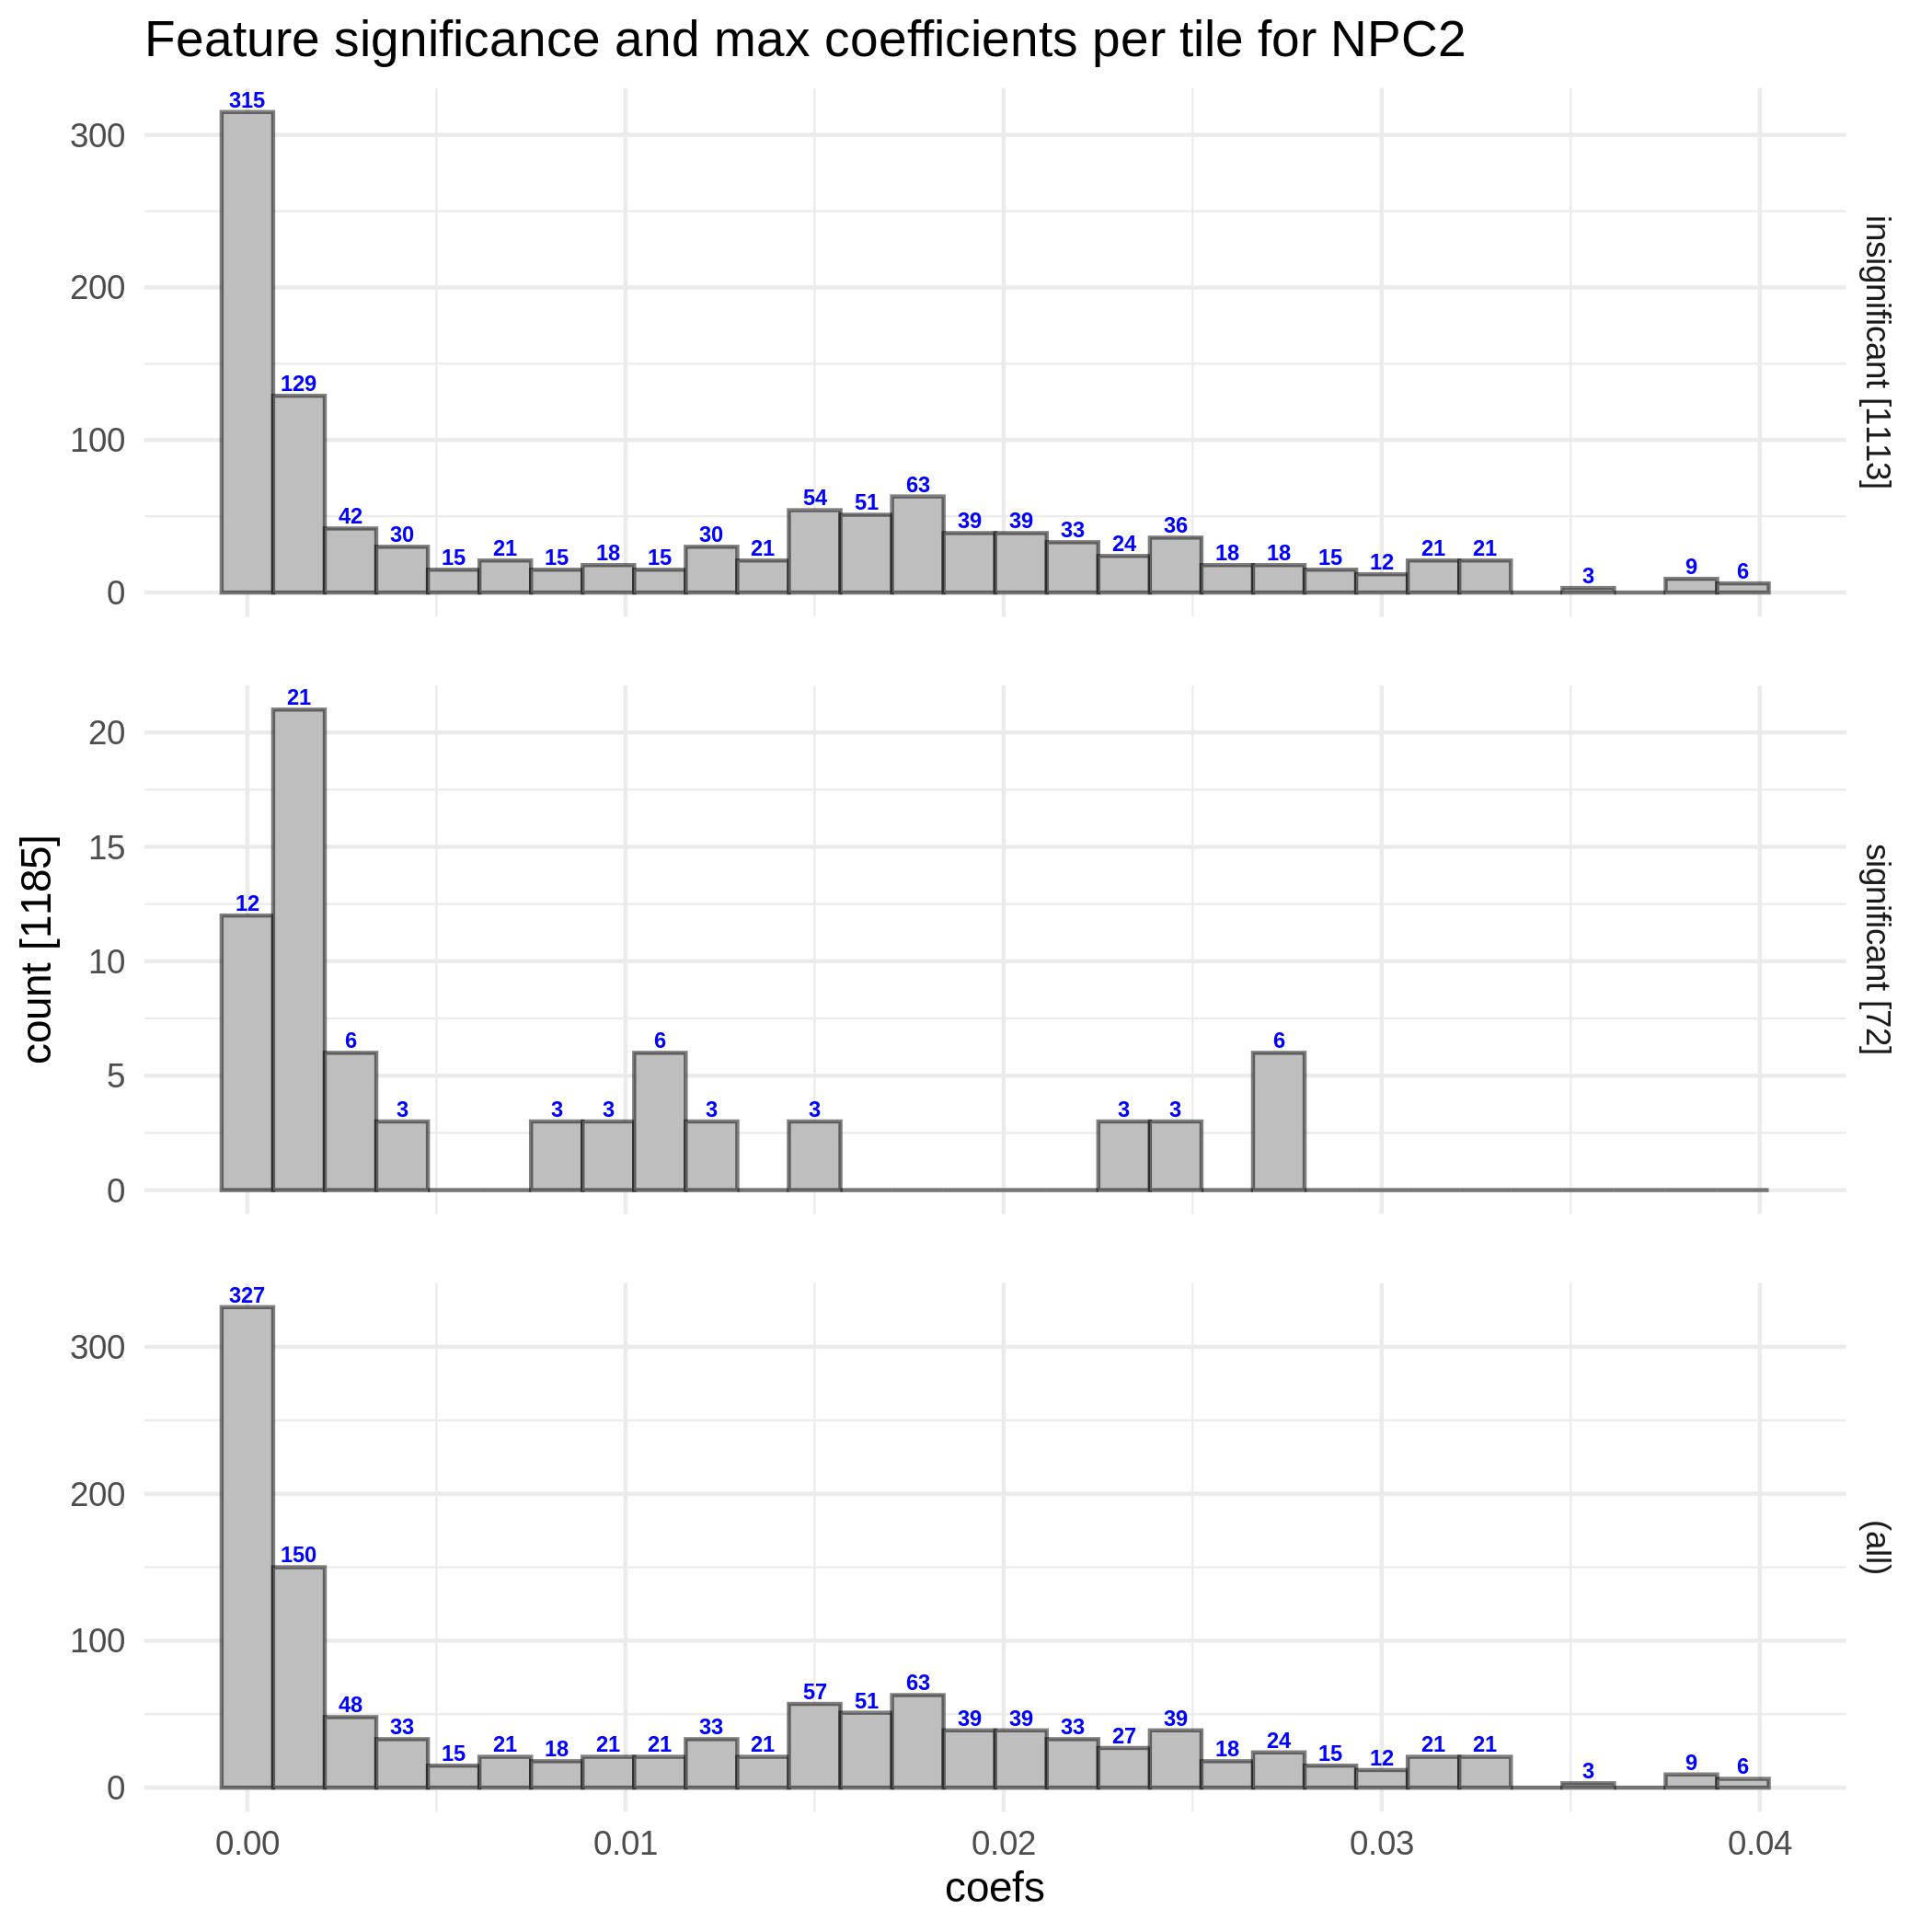 Feature significance and max coefficients per tile for NPC2
315
300
129
200
insignificant [1113]
100
42 30 15 21 15 18 15 30 21 54 51 63 39 39 33 24 36 18 18 15 12 21 21 3 9 6
0
21
20
15
12
significant [72]
10
6 3 3 3 6 3 3 3 3 6
5
0
count [1185]
327
300
150
200
(all)
100
48 33 15 21 18 21 21 33 21 57 51 63 39 39 33 27 39 18 24 15 12 21 21 3 9 6
0
0.00 0.01 0.02 0.03 0.04
coefs